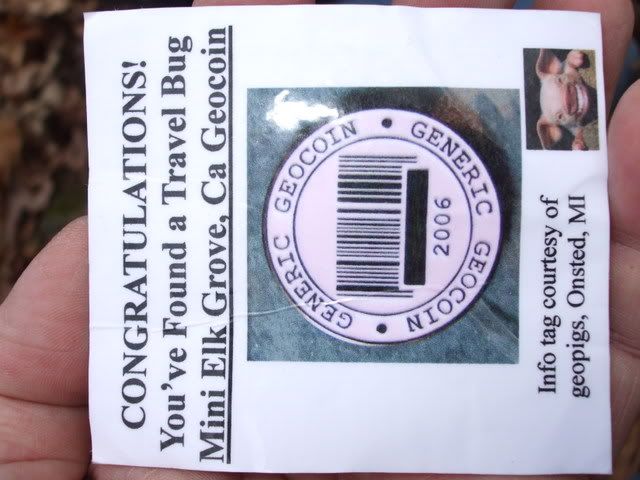 CONGRATULATIONS!
You've Found a Travel Bug
Mini Elk Grove, Ca Geocoin
GENERIC GEOCOIN • GENERIC GEOCOIN •
2006
Info tag courtesy of
geopigs, Onsted, MI